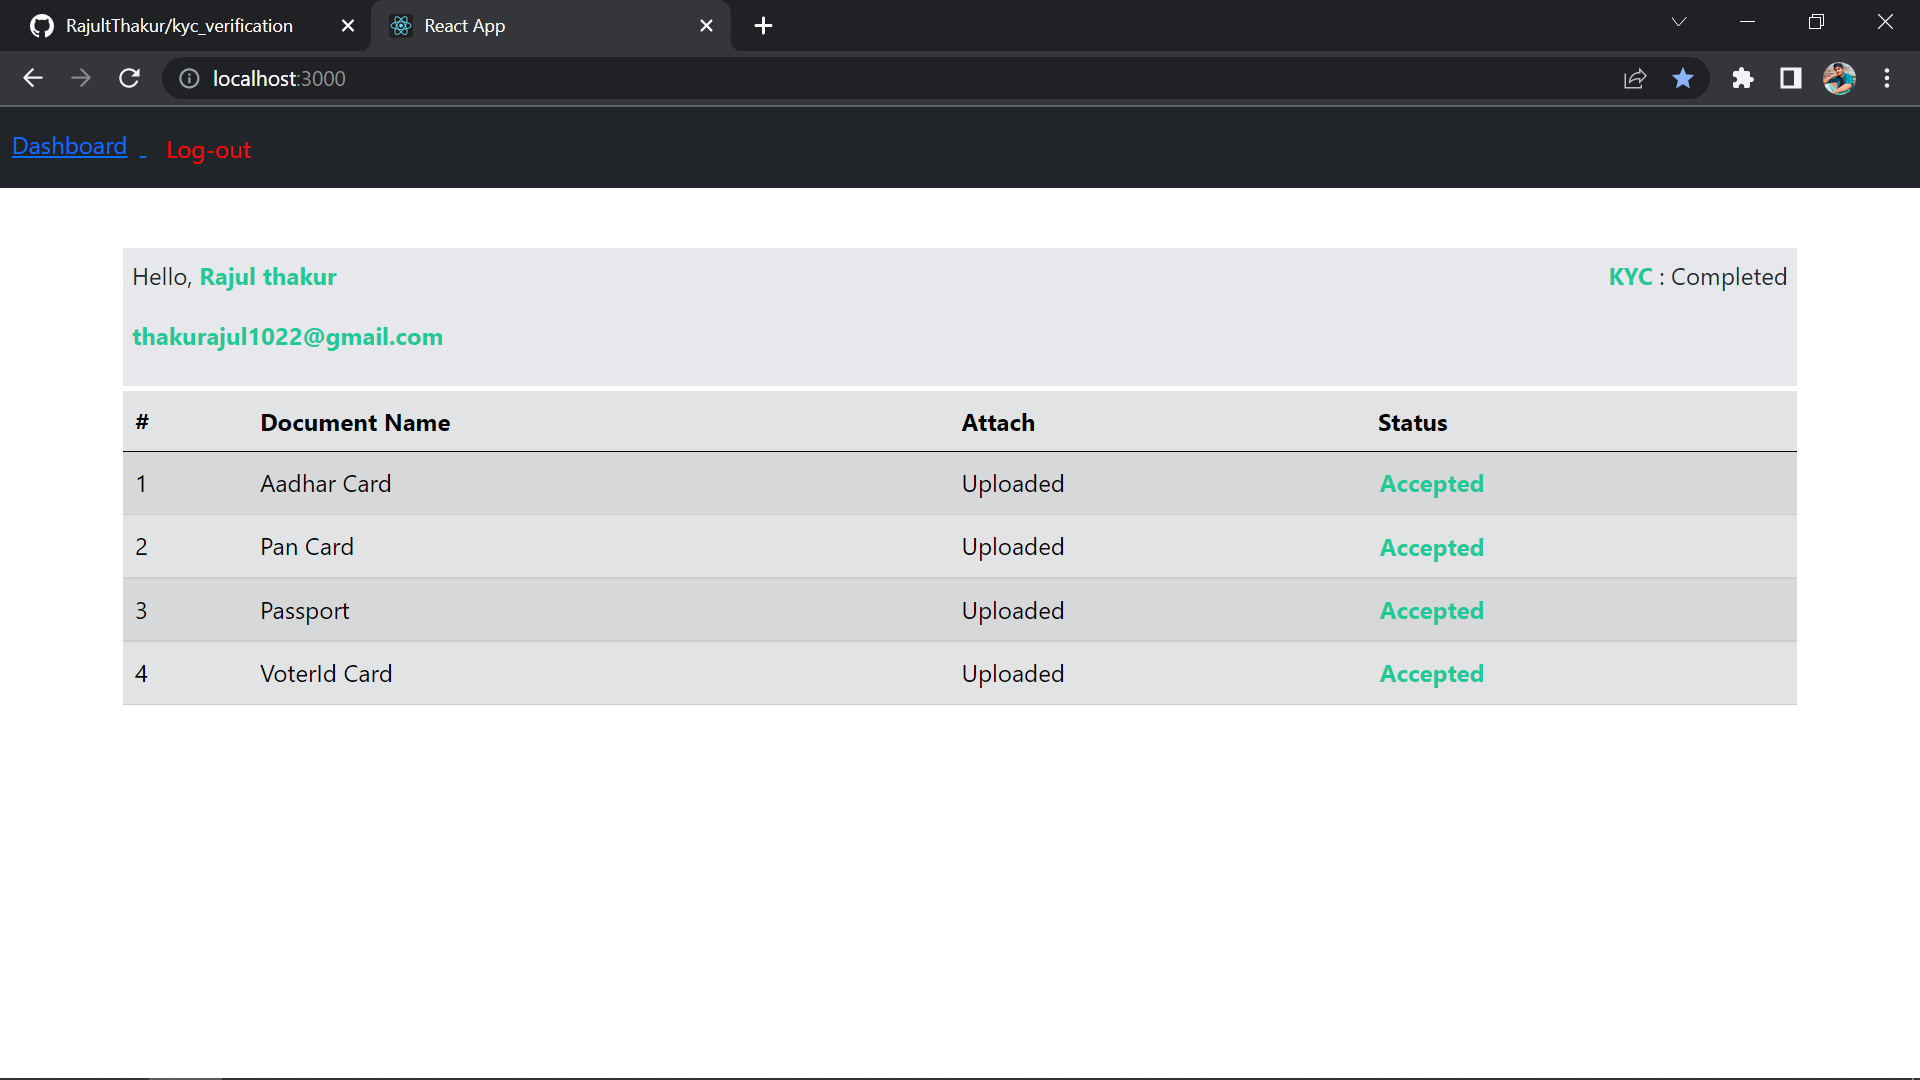 RajultThakur/kyc_verification
React App
localhost:3000
Dashboard Log-out
Hello, Rajul thakur KYC : Completed
thakurajul1022@gmail.com
# Document Name Attach Status
1 Aadhar Card Uploaded Accepted
2 Pan Card Uploaded Accepted
3 Passport Uploaded Accepted
4 VoterId Card Uploaded Accepted